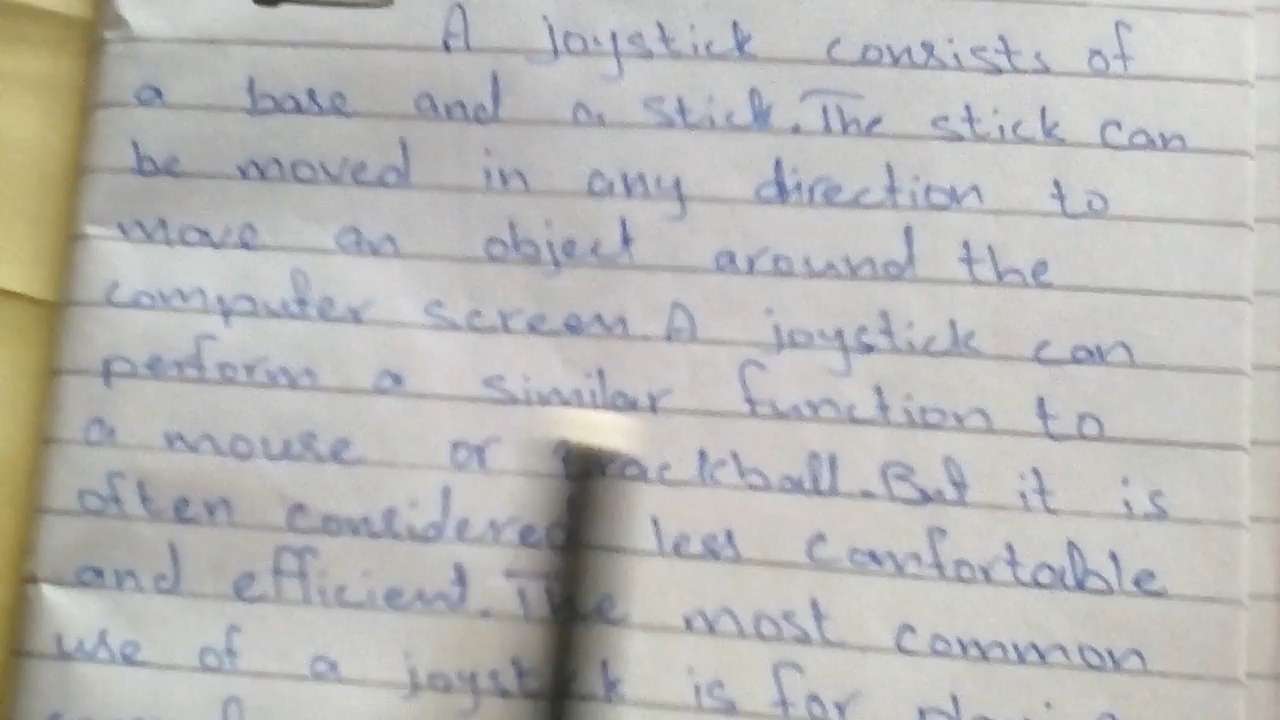 A joystick consists of
a base and a stick. The stick can
be moved in any direction to
move an object around the
computer screen. A joystick can
perform a similar function to
a mouse or trackball. But it is
often considered less comfortable
and efficient. The most common
use of a joystick is for